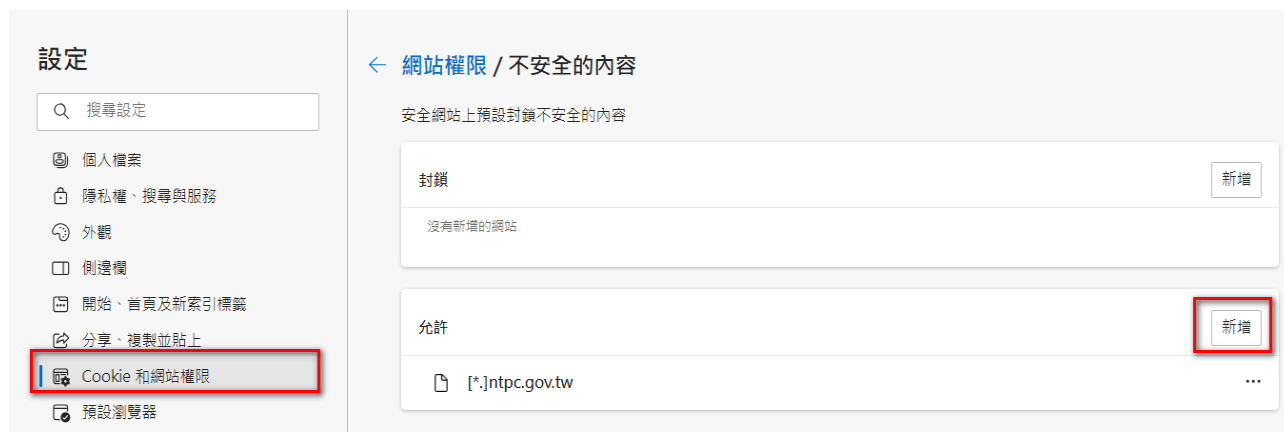 設定
搜尋設定
個人檔案
隱私權、搜尋與服務
外觀
側邊欄
開始、首頁及新索引標籤
分享、複製並貼上
Cookie 和網站權限
預設瀏覽器
網站權限 / 不安全的內容
安全網站上預設封鎖不安全的內容
封鎖
新增
沒有新增的網站
允許
新增
[*.]ntpc.gov.tw